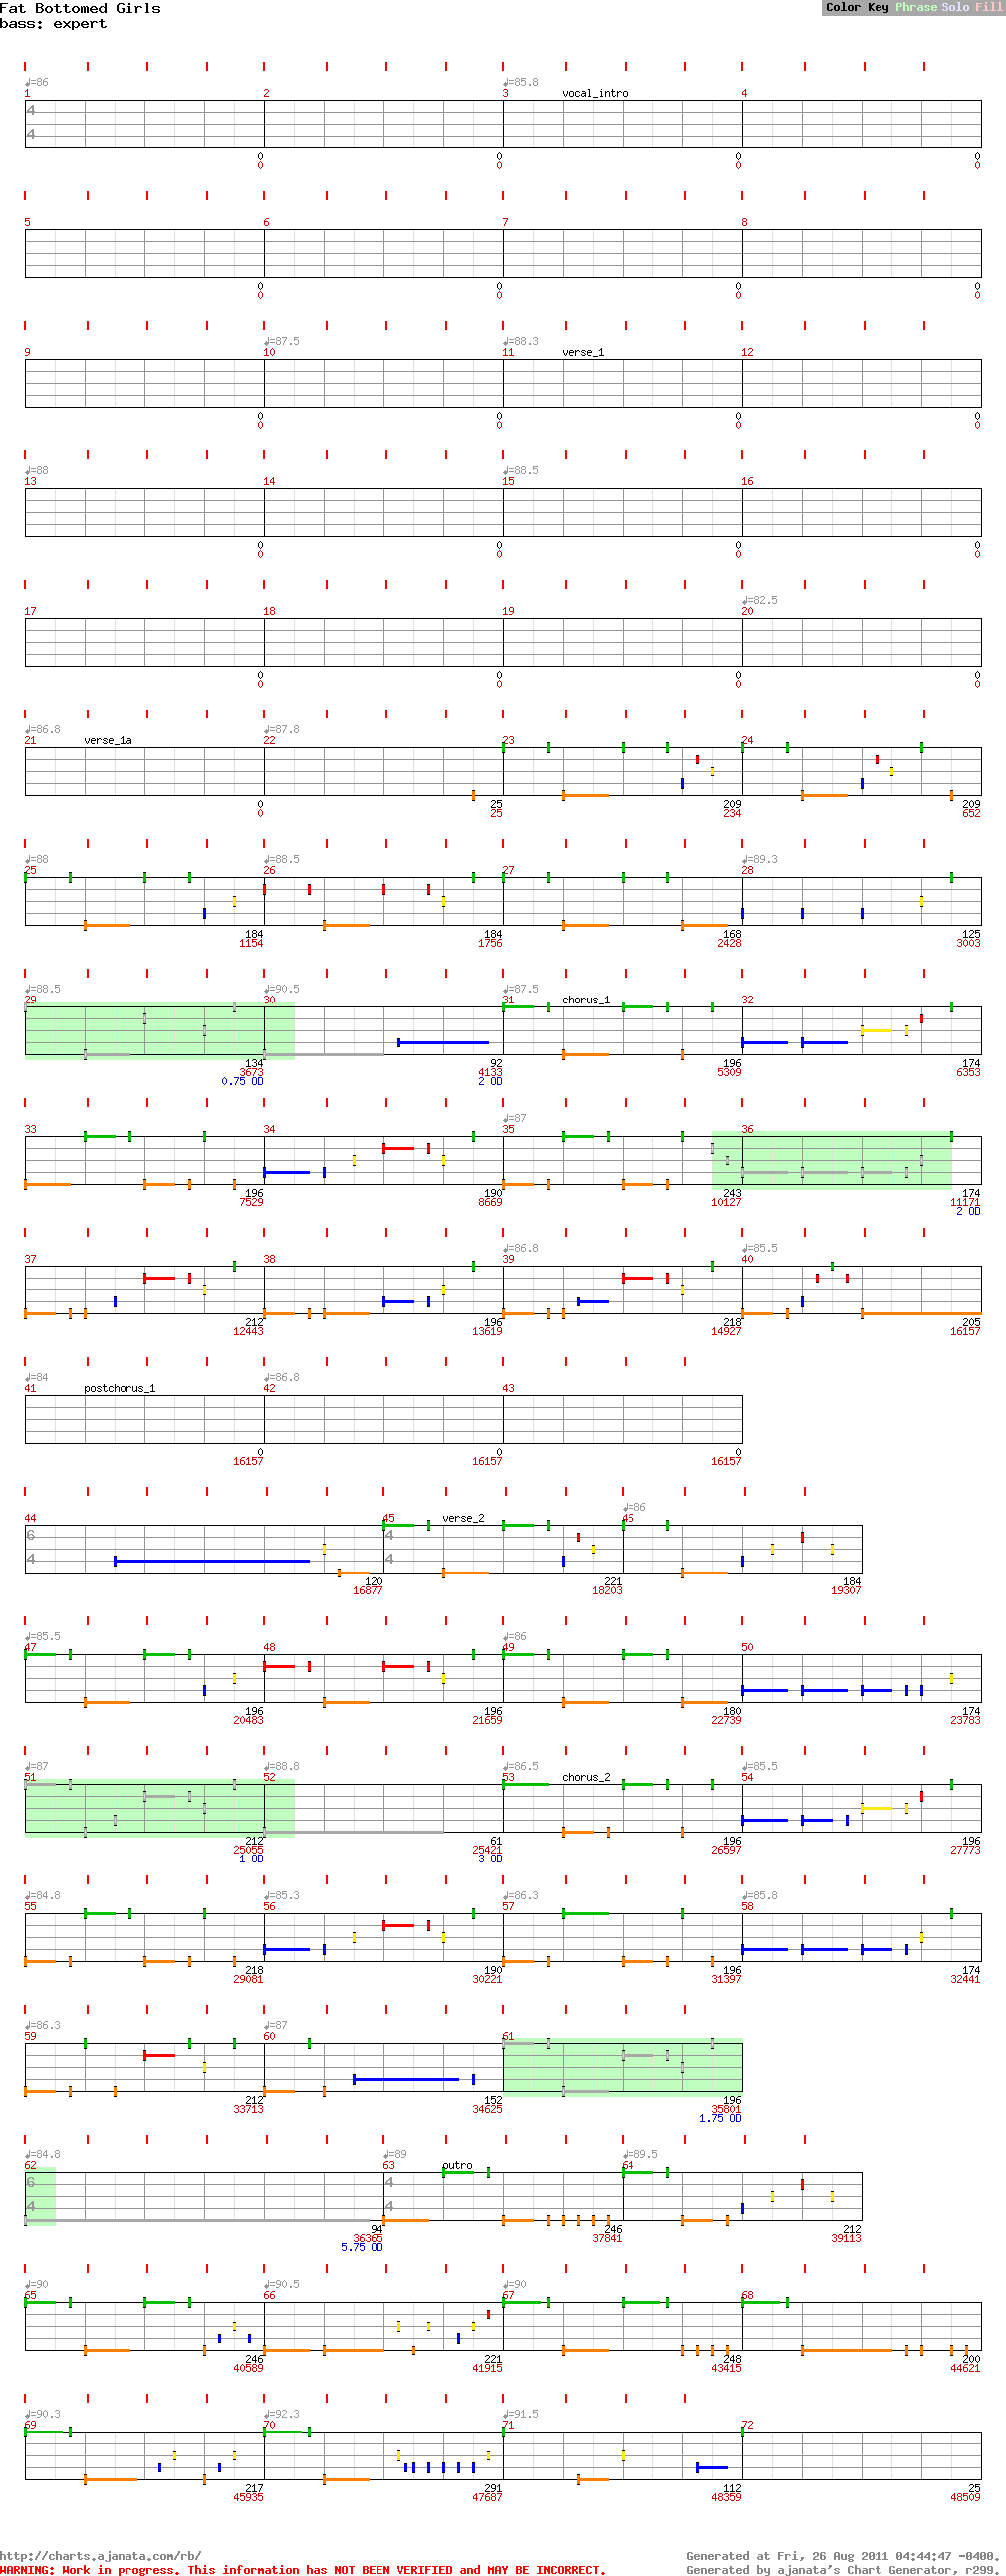 Fat Bottomed Girls
Color Key Phrase Solo Fill
bass: expert
♩=86 ♩=85.8
1 2 3 vocal_intro 4
4
4
0 0 0 0
0 0 0 0
5 6 7 8
0 0 0 0
0 0 0 0
♩=87.5 ♩=88.3
9 10 11 verse_1 12
0 0 0 0
0 0 0 0
♩=88 ♩=88.5
13 14 15 16
0 0 0 0
0 0 0 0
♩=82.5
17 18 19 20
0 0 0 0
0 0 0 0
♩=86.8 ♩=87.8
21 verse_1a 22 23 24
0 25 209 209
0 25 234 652
♩=88 ♩=88.5 ♩=89.3
25 26 27 28
184 184 168 125
1154 1756 2428 3003
♩=88.5 ♩=90.5 ♩=87.5
29 30 31 chorus_1 32
134 92 196 174
3673 4133 5309 6353
0.75 OD 2 OD
♩=87
33 34 35 36
196 190 243 174
7529 8669 10127 11171
2 OD
♩=86.8 ♩=85.5
37 38 39 40
212 196 218 205
12443 13619 14927 16157
♩=84 ♩=86.8
41 postchorus_1 42 43
0 0 0
16157 16157 16157
♩=86
44 45 verse_2 46
6 4
4 4
120 221 184
16877 18203 19307
♩=85.5 ♩=86
47 48 49 50
196 196 180 174
20483 21659 22739 23783
♩=87 ♩=88.8 ♩=86.5 ♩=85.5
51 52 53 chorus_2 54
212 61 196 196
25055 25421 26597 27773
1 OD 3 OD
♩=84.8 ♩=85.3 ♩=86.3 ♩=85.8
55 56 57 58
218 190 196 174
29081 30221 31397 32441
♩=86.3 ♩=87
59 60 61
212 152 196
33713 34625 35801
1.75 OD
♩=84.8 ♩=89 ♩=89.5
62 63 outro 64
6 4
4 4
94 246 212
36365 37841 39113
5.75 OD
♩=90 ♩=90.5 ♩=90
65 66 67 68
246 221 248 200
40589 41915 43415 44621
♩=90.3 ♩=92.3 ♩=91.5
69 70 71 72
217 291 112 25
45935 47687 48359 48509
http://charts.ajanata.com/rb/
Generated at Fri, 26 Aug 2011 04:44:47 -0400.
WARNING: Work in progress. This information has NOT BEEN VERIFIED and MAY BE INCORRECT.
Generated by ajanata's Chart Generator, r299.